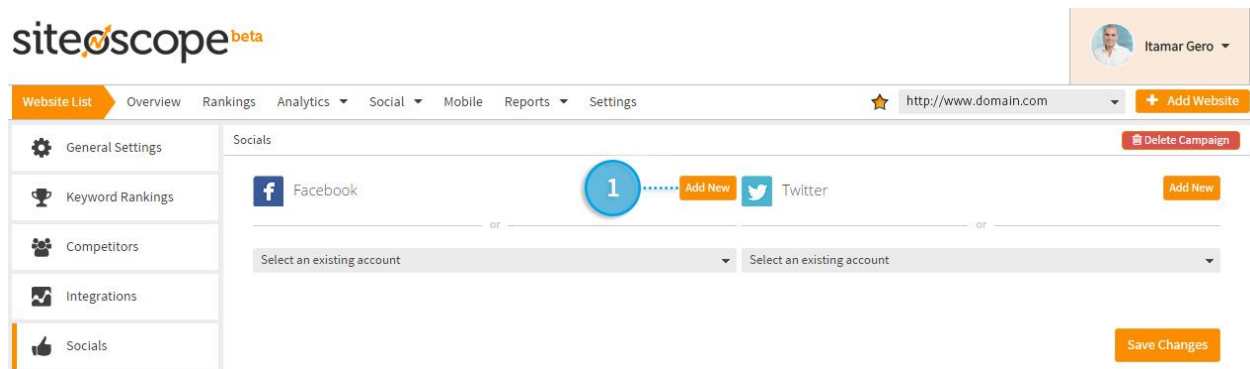 siteoscope beta
Itamar Gero
Website List Overview Rankings Analytics Social Mobile Reports Settings http://www.domain.com + Add Website
General Settings
Socials
Delete Campaign
Keyword Rankings
f Facebook
1
Add New
Twitter
Add New
or
or
Competitors
Select an existing account
Select an existing account
Integrations
Socials
Save Changes